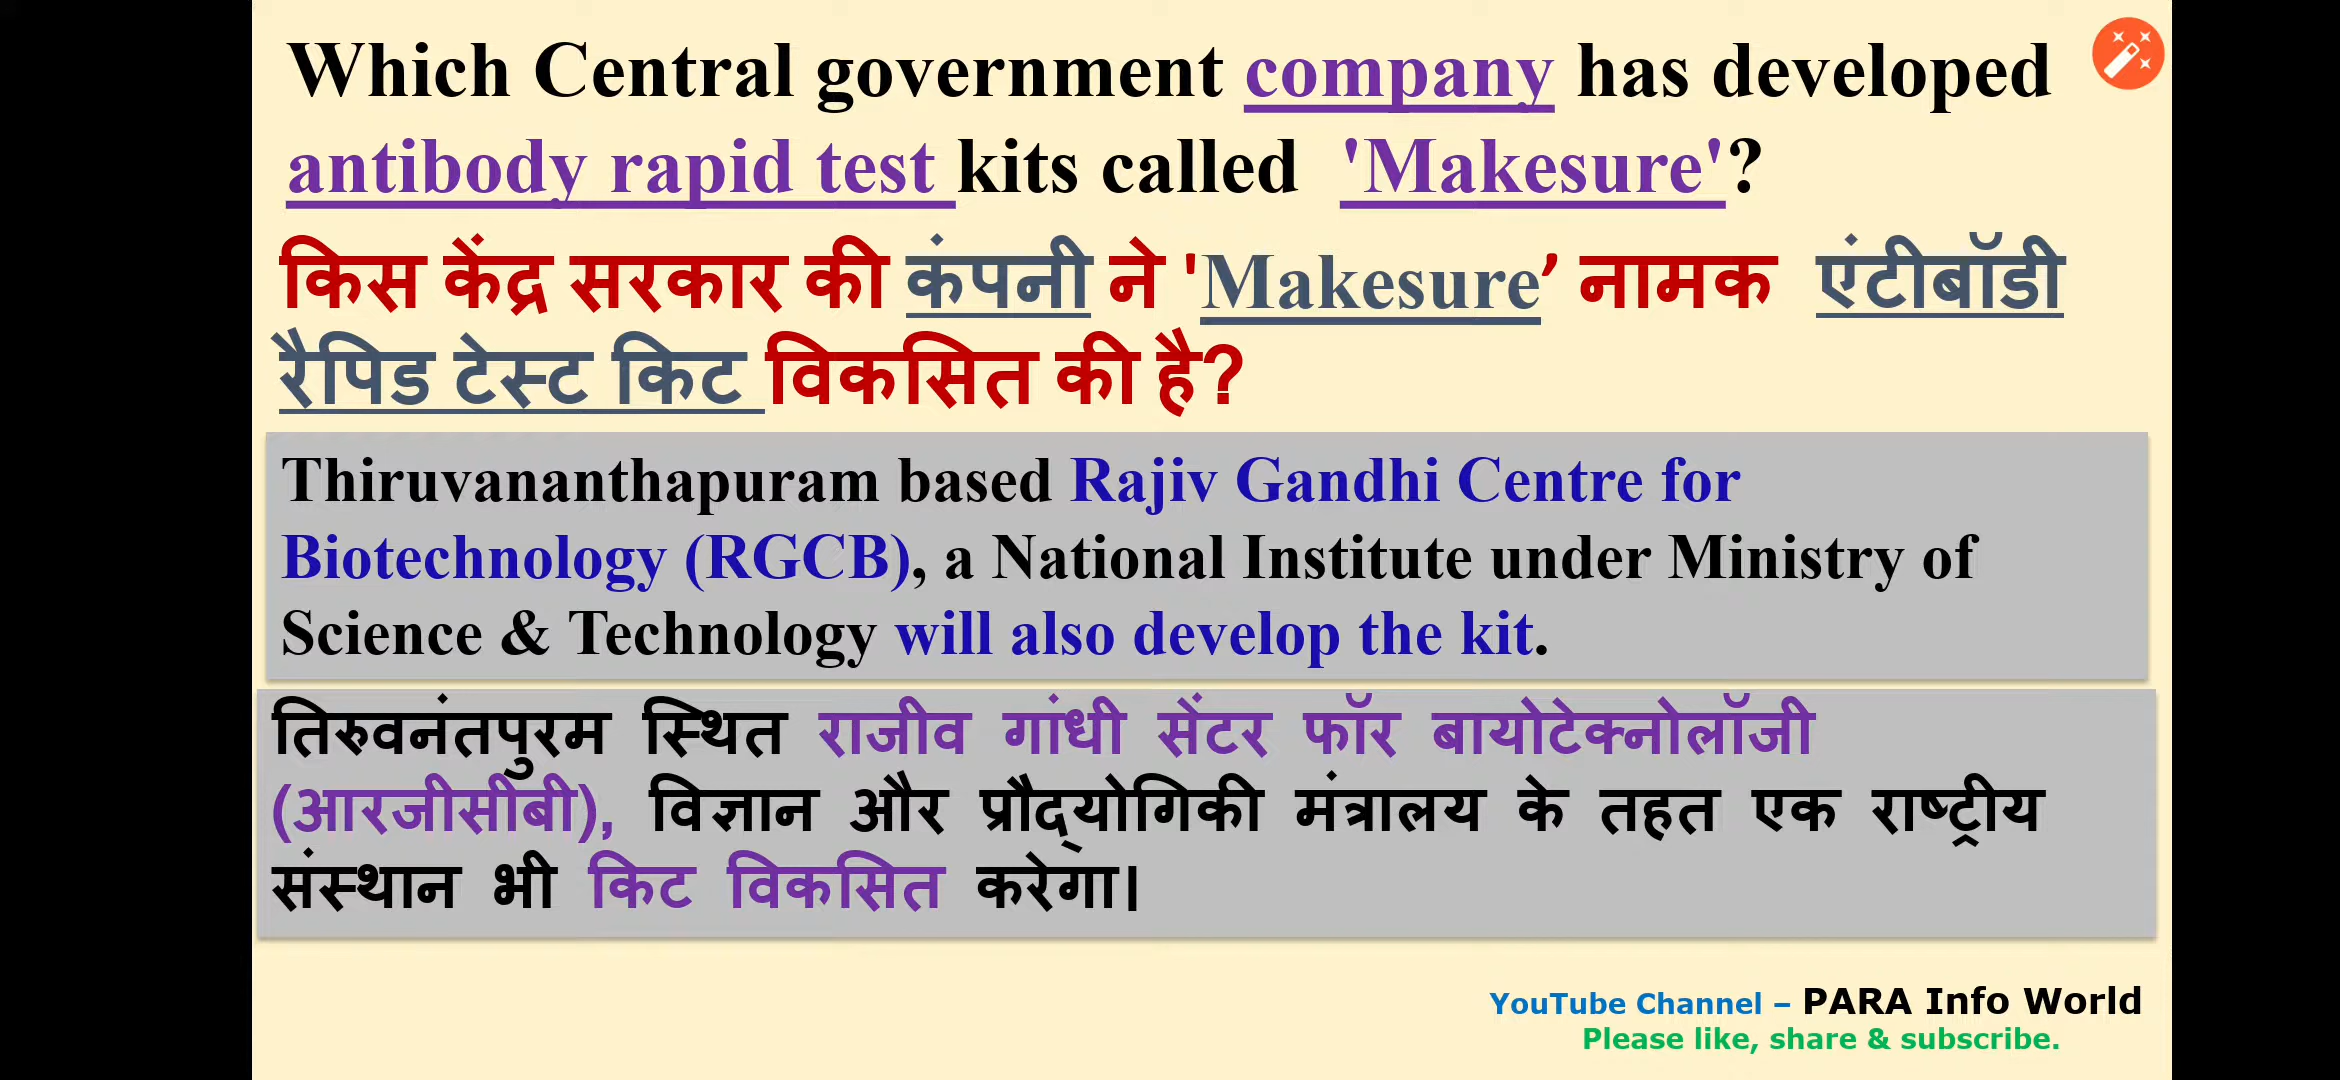 Which Central government company has developed
antibody rapid test kits called 'Makesure'?
किस केंद्र सरकार की कंपनी ने 'Makesure’ नामक एंटीबॉडी
रैपिड टेस्ट किट विकसित की है?
Thiruvananthapuram based Rajiv Gandhi Centre for
Biotechnology (RGCB), a National Institute under Ministry of
Science & Technology will also develop the kit.
तिरुवनंतपुरम स्थित राजीव गांधी सेंटर फॉर बायोटेक्नोलॉजी
(आरजीसीबी), विज्ञान और प्रौद्योगिकी मंत्रालय के तहत एक राष्ट्रीय
संस्थान भी किट विकसित करेगा।
YouTube Channel – PARA Info World
Please like, share & subscribe.